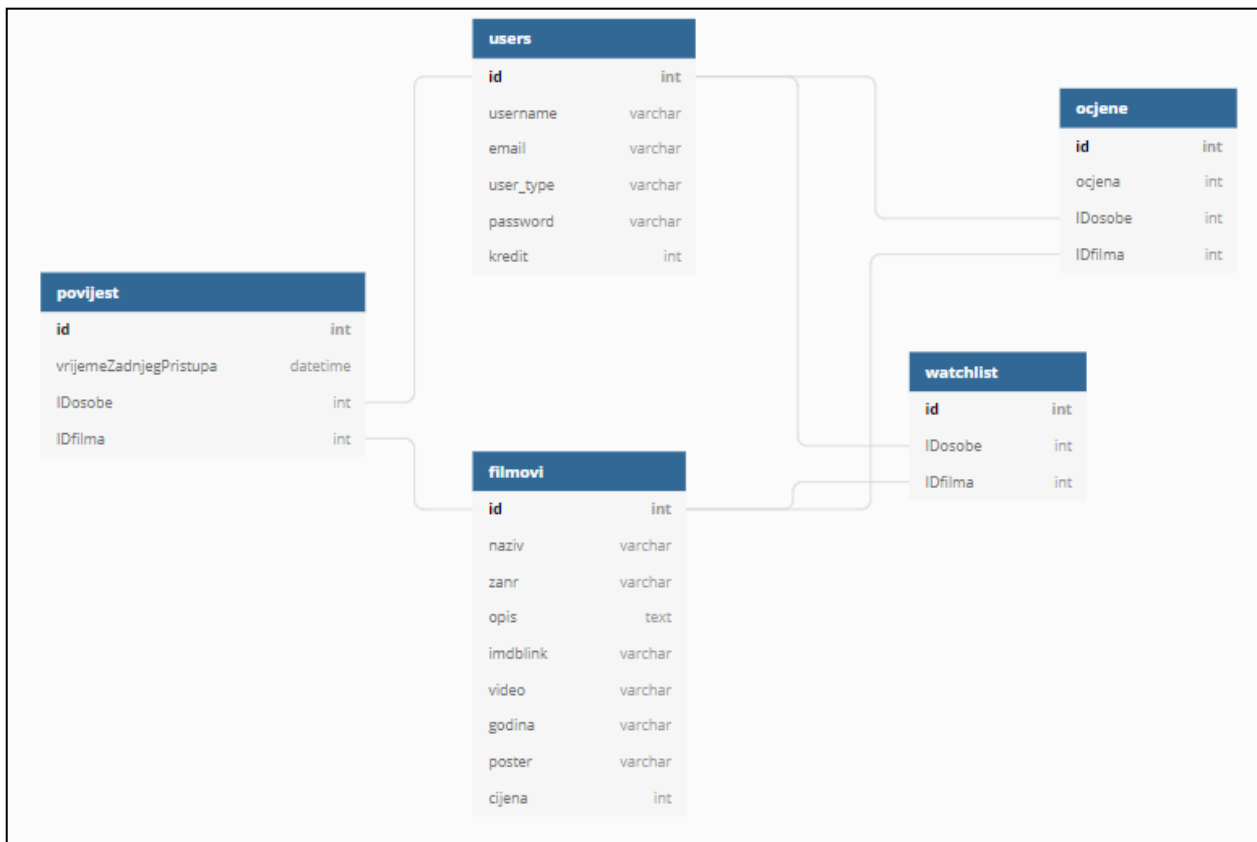 users
id int
username varchar
email varchar
user_type varchar
password varchar
kredit int
ocjene
id int
ocjena int
IDosobe int
IDfilma int
povijest
id int
vrijemeZadnjegPristupa datetime
IDosobe int
IDfilma int
watchlist
id int
IDosobe int
IDfilma int
filmovi
id int
naziv varchar
zanr varchar
opis text
imdblink varchar
video varchar
godina varchar
poster varchar
cijena int